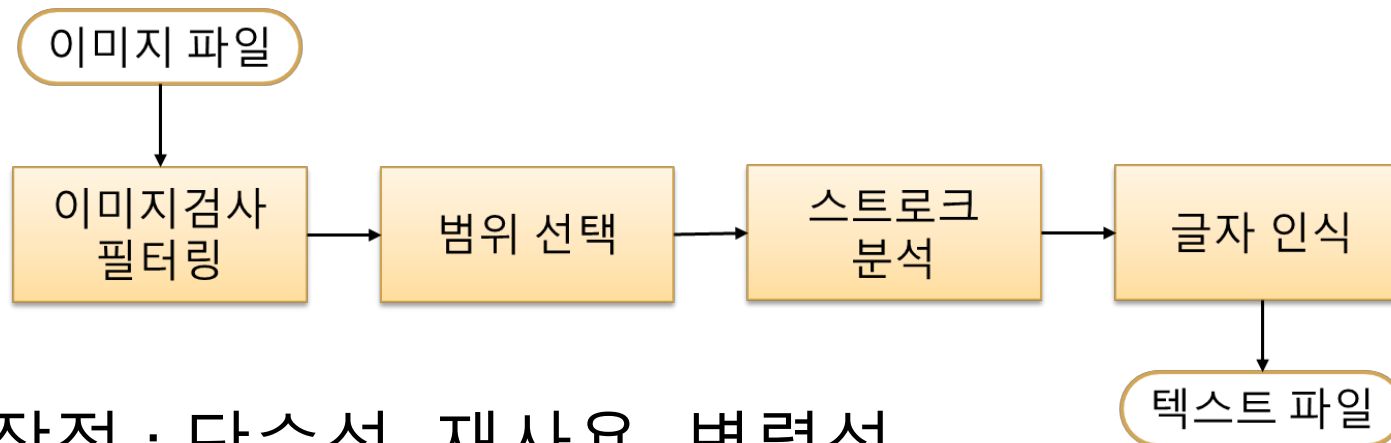 이미지 파일
이미지검사
필터링
범위 선택
스트로크
분석
글자 인식
텍스트 파일
장점 : 단순성, 재사용, 병렬성